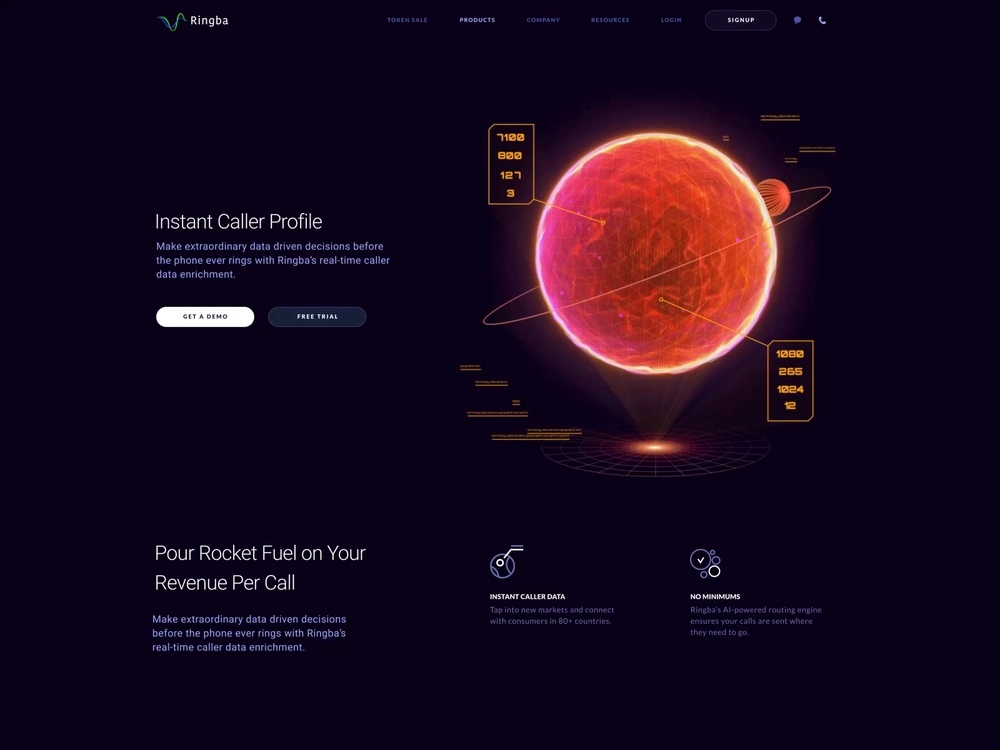 Ringba
TOKEN SALE
PRODUCTS
COMPANY
RESOURCES
LOGIN
SIGNUP
7100
800
127
3
Instant Caller Profile
Make extraordinary data driven decisions before
the phone ever rings with Ringba's real-time caller
data enrichment.
GET A DEMO
FREE TRIAL
1080
265
1024
12
Pour Rocket Fuel on Your
Revenue Per Call
Make extraordinary data driven decisions
before the phone ever rings with Ringba's
real-time caller data enrichment.
INSTANT CALLER DATA
Tap into new markets and connect
with consumers in 80+ countries.
NO MINIMUMS
Ringba's AI-powered routing engine
ensures your calls are sent where
they need to go.